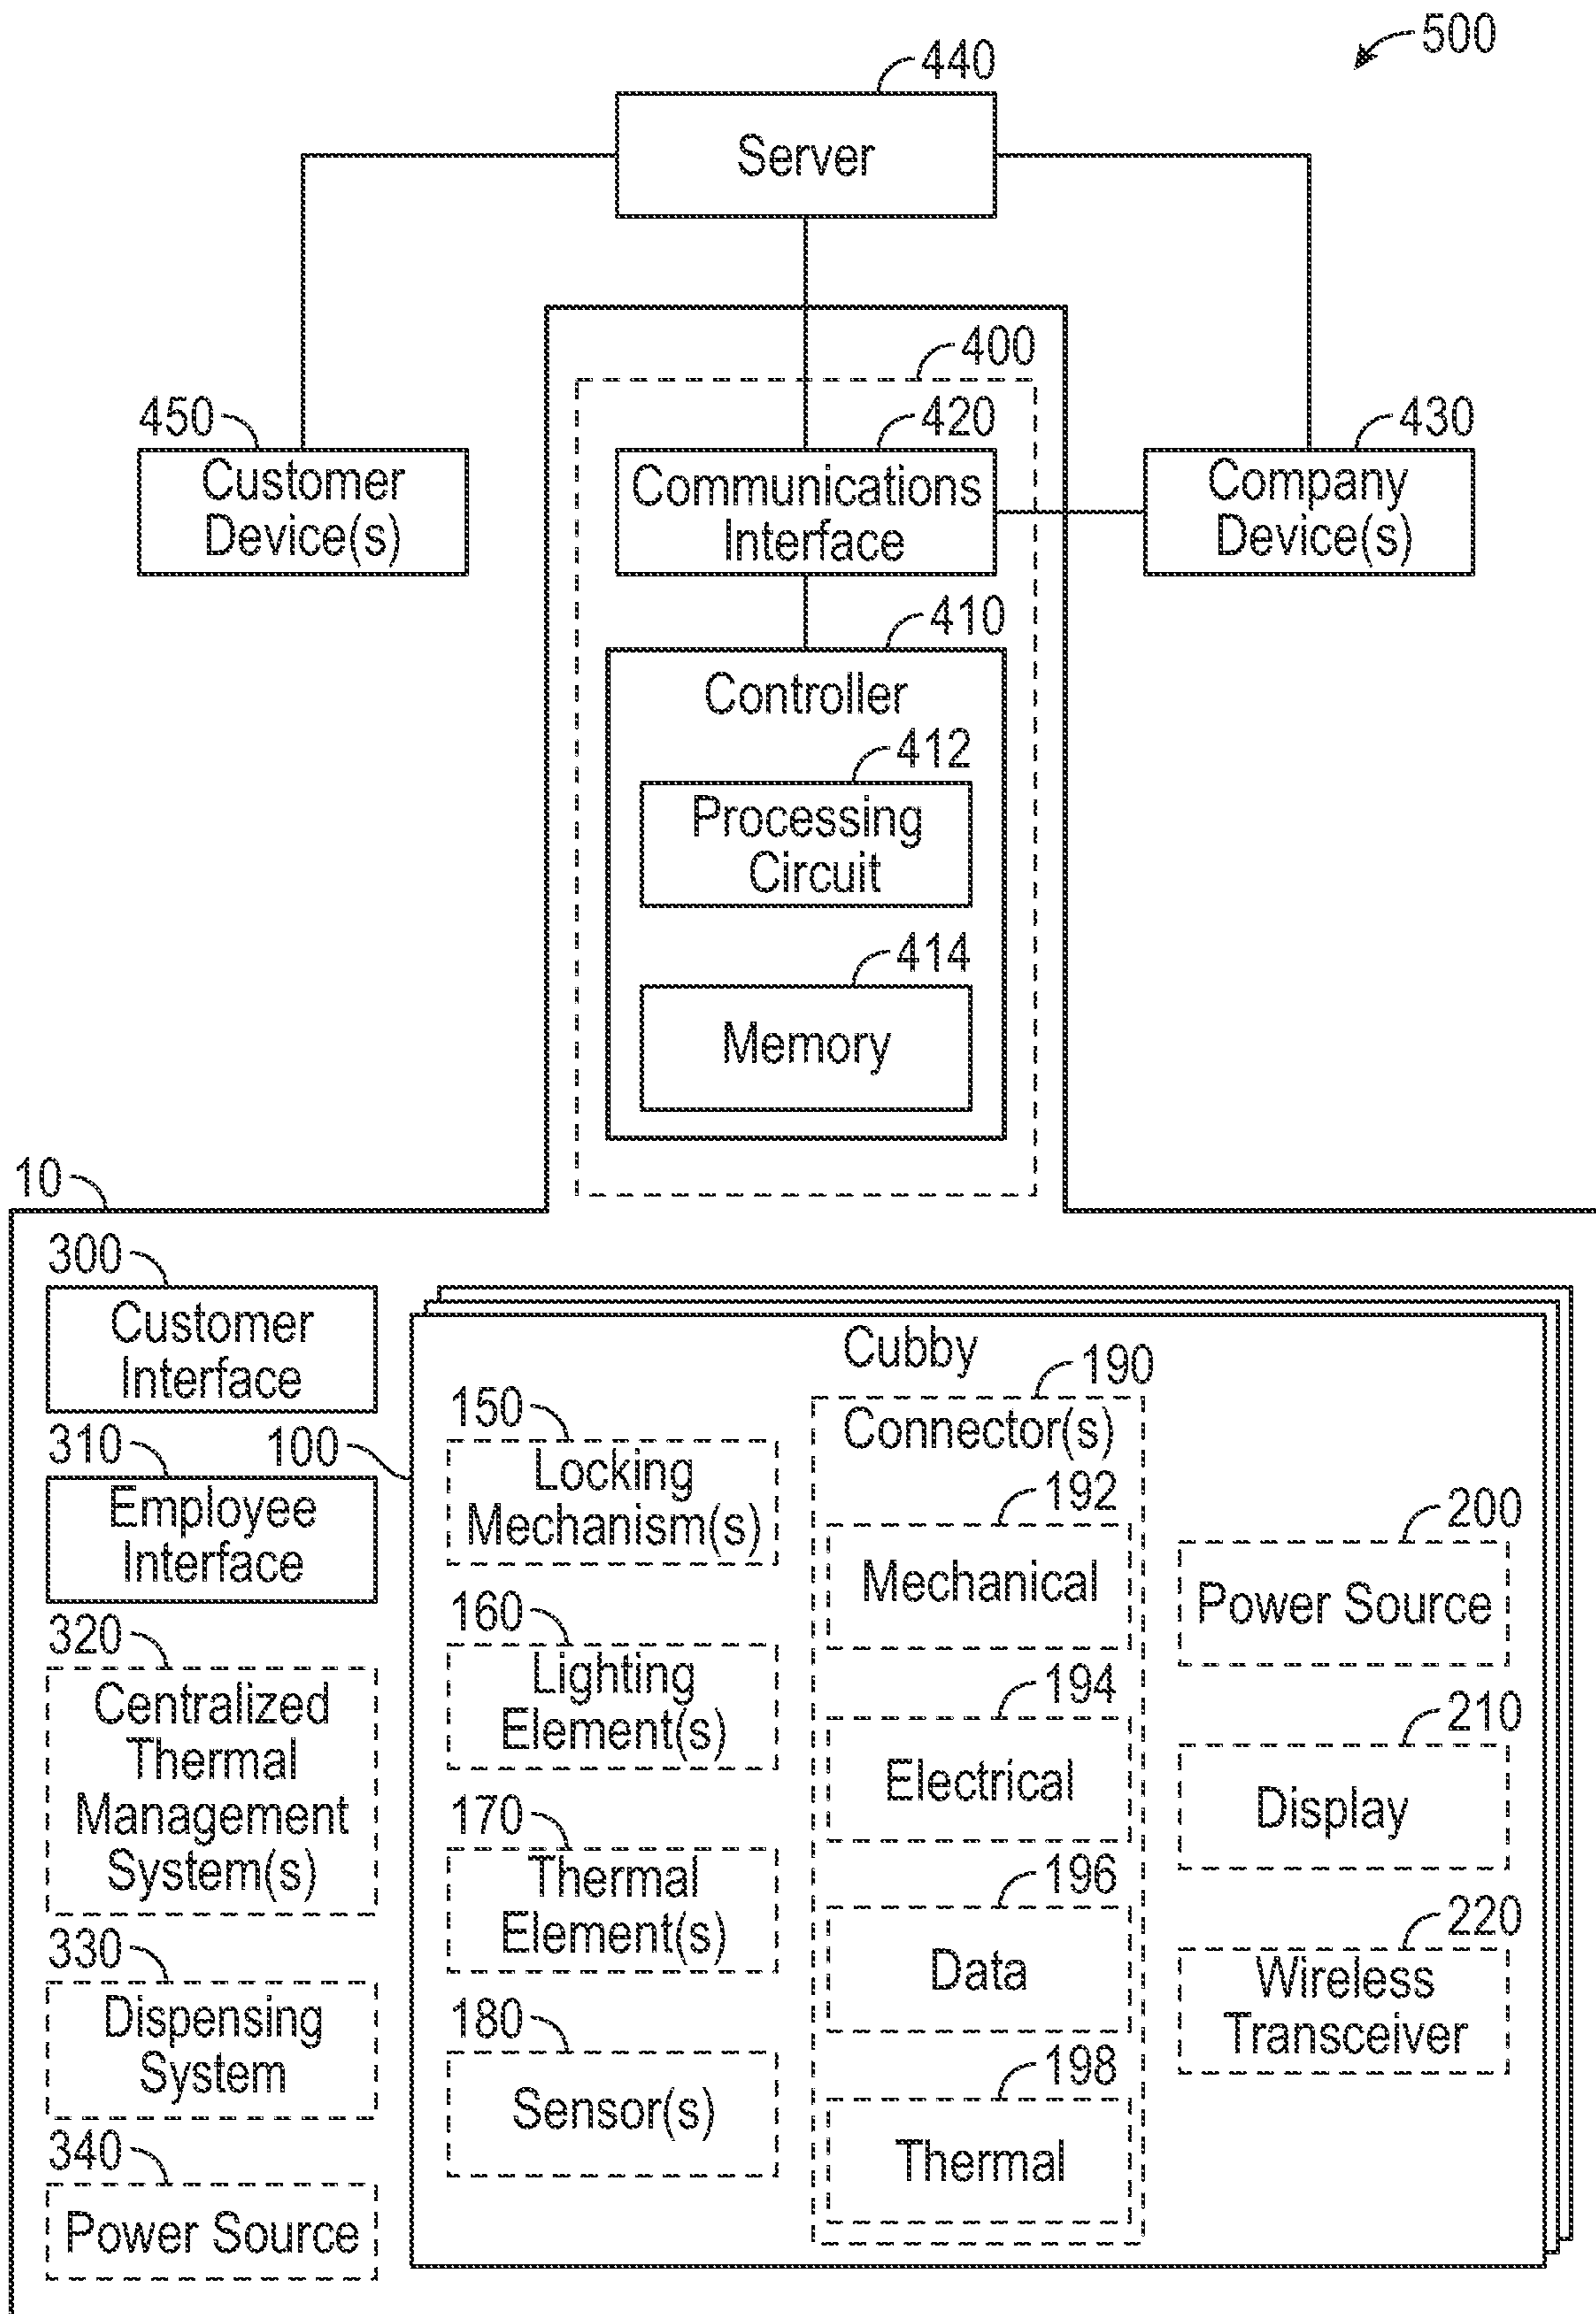 500
440
Server
400
450
Customer
Device(s)
420
Communications
Interface
430
Company
Device(s)
410
Controller
412
Processing
Circuit
414
Memory
10
300
Customer
Interface
310
Employee
Interface
320
Centralized
Thermal
Management
System(s)
330
Dispensing
System
340
Power Source
100
Cubby
150
Locking
Mechanism(s)
160
Lighting
Element(s)
170
Thermal
Element(s)
180
Sensor(s)
190
Connector(s)
192
Mechanical
194
Electrical
196
Data
198
Thermal
200
Power Source
210
Display
220
Wireless
Transceiver